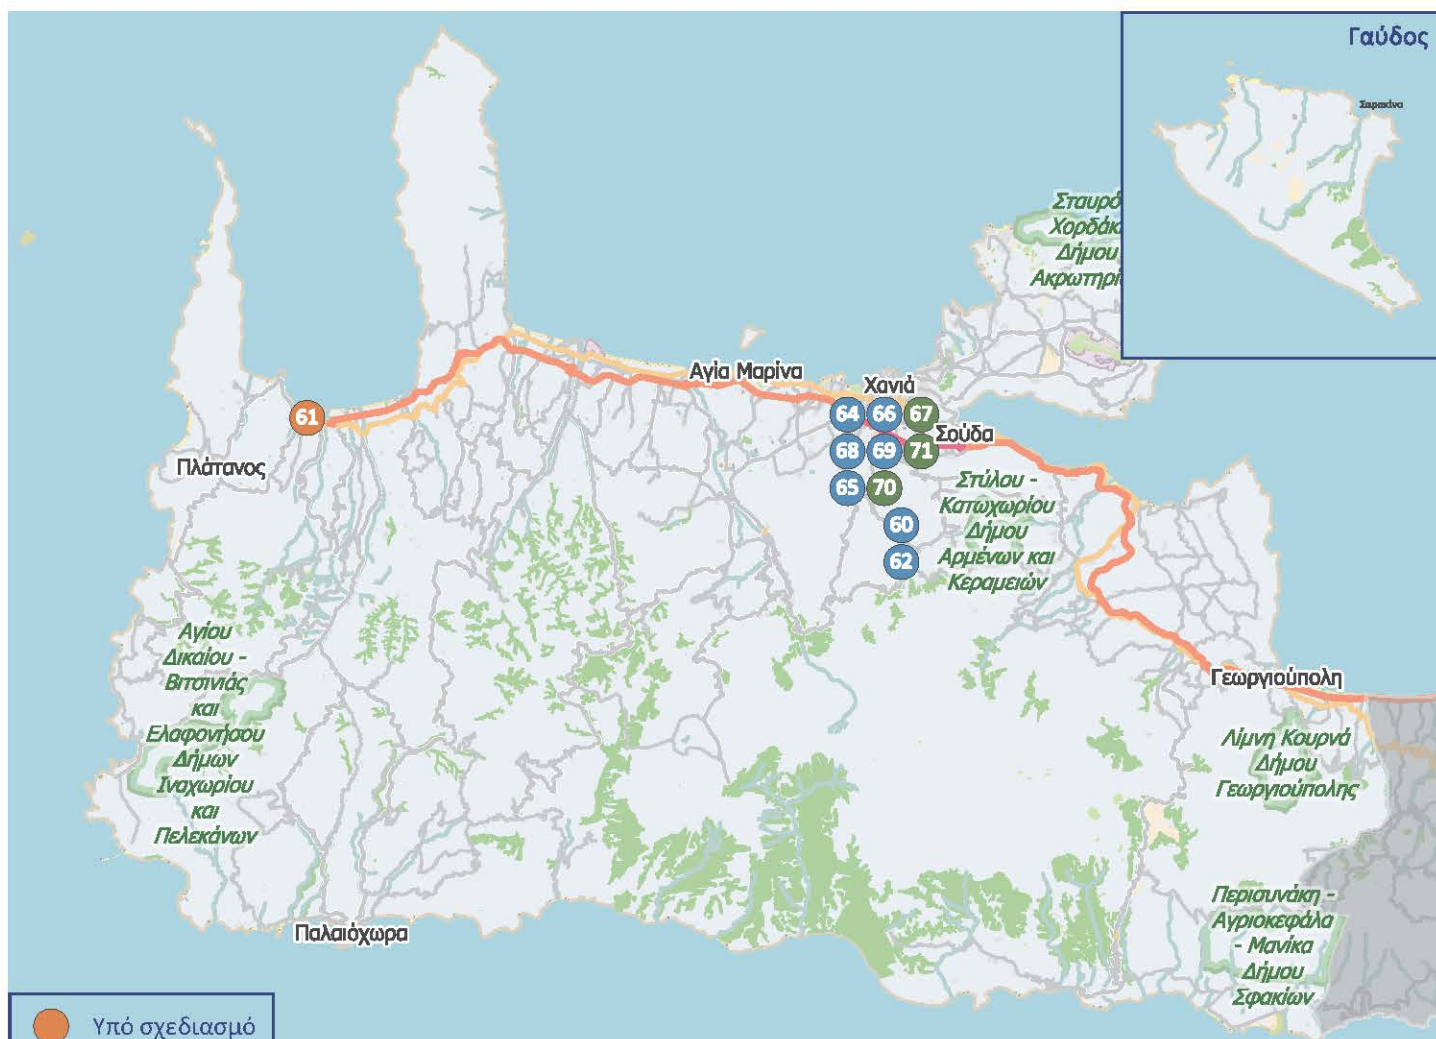 Γαύδος
Σαρακίνα
Σταυρό
Χορδάκ
Δήμου
Ακρωτηρί
Αγία Μαρίνα
Χανιά
61
64 66 67
Σούδα
68 69 71
Πλάτανος
65 70
Στύλου -
Κατωχωρίου
Δήμου
Αρμένων και
Κεραμειών
60
62
Αγίου
Δικαίου -
Βιτσινιάς
και
Ελαφονήσου
Δήμων
Ιναχωρίου
και
Πελεκάνων
Γεωργιούπολη
Λίμνη Κουρνά
Δήμου
Γεωργιούπολης
Περισυνάκη -
Αγριοκεφάλα
- Μανίκα
Δήμου
Σφακίων
Παλαιόχωρα
Υπό σχεδιασμό